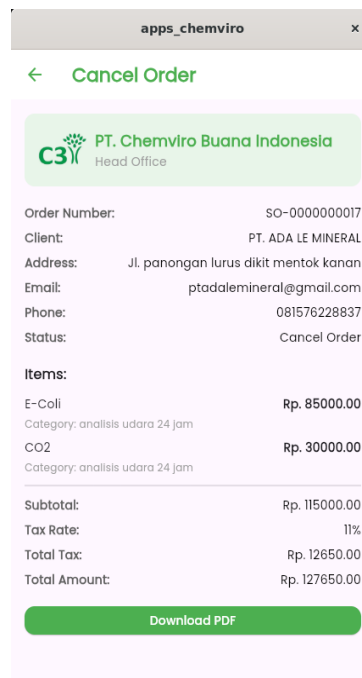 apps_chemviro ×
← Cancel Order
C3 PT. Chemviro Buana Indonesia
Head Office
Order Number: SO-0000000017
Client: PT. ADA LE MINERAL
Address: Jl. panongan lurus dikit mentok kanan
Email: ptadalemineral@gmail.com
Phone: 081576228837
Status: Cancel Order
Items:
E-Coli Rp. 85000.00
Category: analisis udara 24 jam
CO2 Rp. 30000.00
Category: analisis udara 24 jam
Subtotal: Rp. 115000.00
Tax Rate: 11%
Total Tax: Rp. 12650.00
Total Amount: Rp. 127650.00
Download PDF